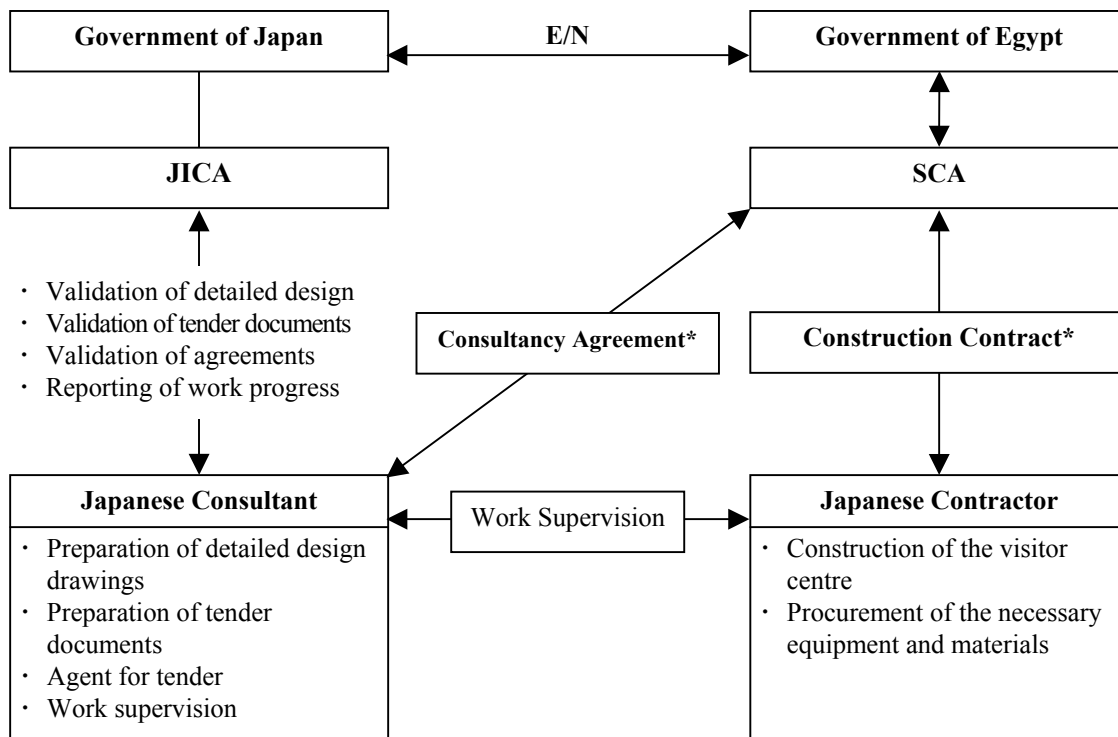 Government of Japan
E/N
Government of Egypt
JICA
SCA
・ Validation of detailed design
・ Validation of tender documents
・ Validation of agreements
・ Reporting of work progress
Consultancy Agreement*
Construction Contract*
Japanese Consultant
・ Preparation of detailed design
drawings
・ Preparation of tender
documents
・ Agent for tender
・ Work supervision
Work Supervision
Japanese Contractor
・ Construction of the visitor
centre
・ Procurement of the necessary
equipment and materials